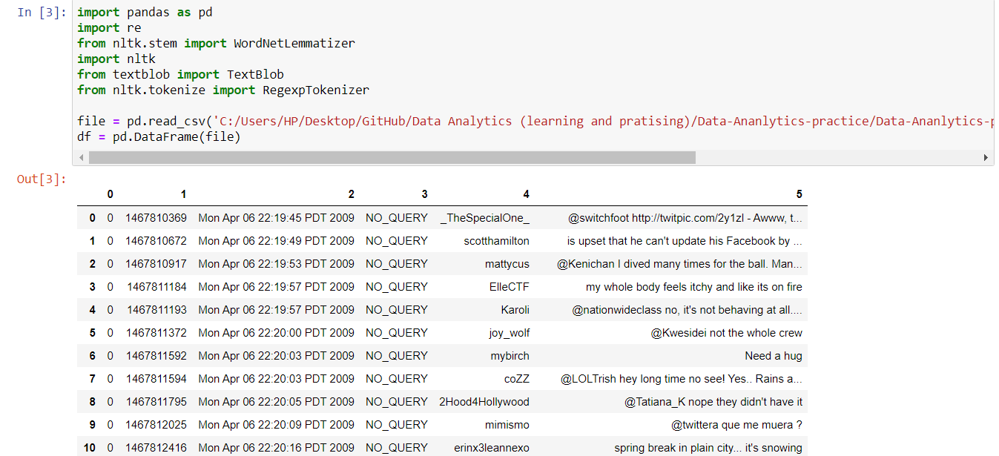 In [3]: import pandas as pd
import re
from nltk.stem import WordNetLemmatizer
import nltk
from textblob import TextBlob
from nltk.tokenize import RegexpTokenizer
file = pd.read_csv('C:/Users/HP/Desktop/GitHub/Data Analytics (learning and pratising)/Data-Ananlytics-practice/Data-Ananlytics-p
df = pd.DataFrame(file)
Out[3]:
0 1 2 3 4 5
0 0 1467810369 Mon Apr 06 22:19:45 PDT 2009 NO_QUERY _TheSpecialOne_ @switchfoot http://twitpic.com/2y1zl - Awww, t...
1 0 1467810672 Mon Apr 06 22:19:49 PDT 2009 NO_QUERY scotthamilton is upset that he can't update his Facebook by ...
2 0 1467810917 Mon Apr 06 22:19:53 PDT 2009 NO_QUERY mattycus @Kenichan I dived many times for the ball. Man...
3 0 1467811184 Mon Apr 06 22:19:57 PDT 2009 NO_QUERY ElleCTF my whole body feels itchy and like its on fire
4 0 1467811193 Mon Apr 06 22:19:57 PDT 2009 NO_QUERY Karoli @nationwideclass no, it's not behaving at all....
5 0 1467811372 Mon Apr 06 22:20:00 PDT 2009 NO_QUERY joy_wolf @Kwesidei not the whole crew
6 0 1467811592 Mon Apr 06 22:20:03 PDT 2009 NO_QUERY mybirch Need a hug
7 0 1467811594 Mon Apr 06 22:20:03 PDT 2009 NO_QUERY coZZ @LOLTrish hey long time no see! Yes.. Rains a...
8 0 1467811795 Mon Apr 06 22:20:05 PDT 2009 NO_QUERY 2Hood4Hollywood @Tatiana_K nope they didn't have it
9 0 1467812025 Mon Apr 06 22:20:09 PDT 2009 NO_QUERY mimismo @twittera que me muera ?
10 0 1467812416 Mon Apr 06 22:20:16 PDT 2009 NO_QUERY erinx3leannexo spring break in plain city... it's snowing